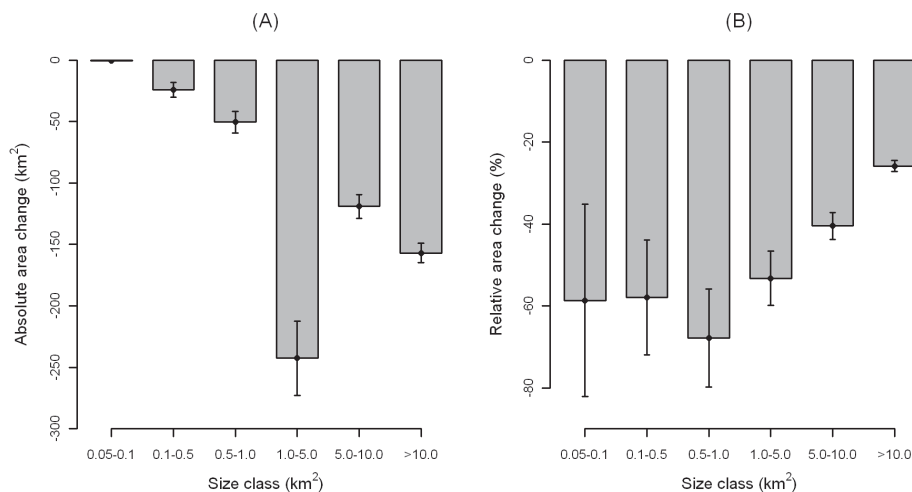 (A)
Absolute area change (km²)
0
-50
-100
-150
-200
-250
-300
0.05-0.1 0.1-0.5 0.5-1.0 1.0-5.0 5.0-10.0 >10.0
Size class (km²)
(B)
Relative area change (%)
0
-20
-40
-60
-80
0.05-0.1 0.1-0.5 0.5-1.0 1.0-5.0 5.0-10.0 >10.0
Size class (km²)